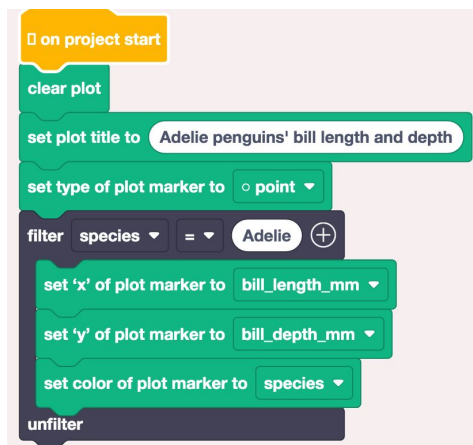 on project start
clear plot
set plot title to Adelie penguins' bill length and depth
set type of plot marker to point
filter species = Adelie
set ‘x’ of plot marker to bill_length_mm
set ‘y’ of plot marker to bill_depth_mm
set color of plot marker to species
unfilter